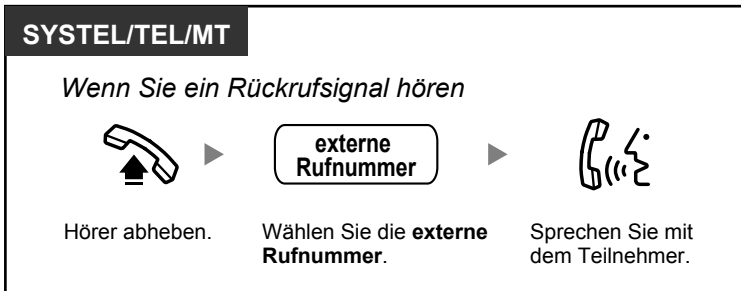 SYSTEL/TEL/MT
Wenn Sie ein Rückrufsignal hören
externe
Rufnummer
Hörer abheben.
Wählen Sie die externe
Rufnummer.
Sprechen Sie mit
dem Teilnehmer.